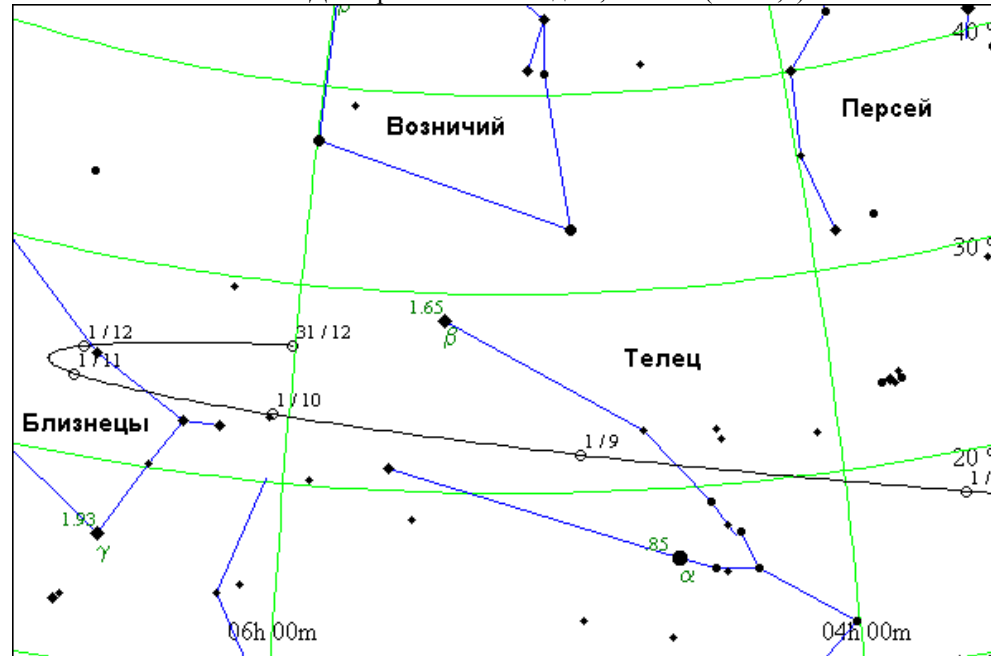 40 °
Персей
Возничий
30 °
1.65
β
1 / 12
31 / 12
1 / 11
Телец
1 / 10
Близнецы
1 / 9
20 °
1 /
1.93
γ
.85
α
06h 00m
04h 00m